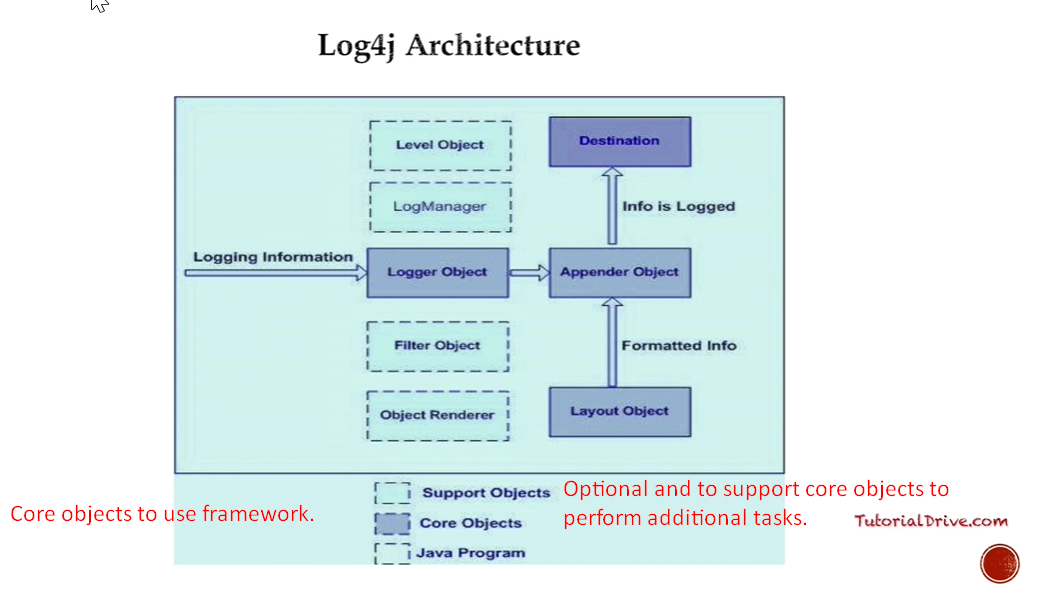 Log4j Architecture
Level Object
Destination
LogManager
Info is Logged
Logging Information
Logger Object
Appender Object
Filter Object
Formatted Info
Object Renderer
Layout Object
Support Objects
Optional and to support core objects to
perform additional tasks.
Core objects to use framework.
Core Objects
TutorialDrive.com
Java Program